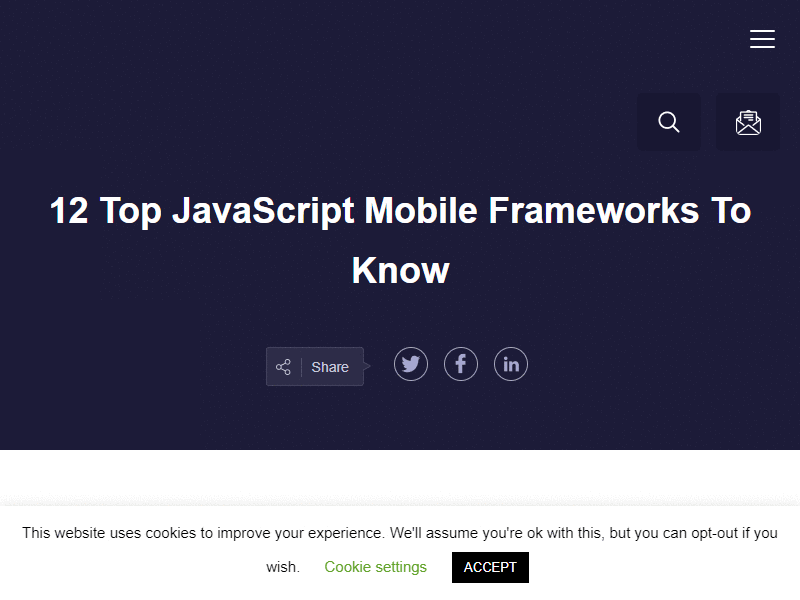 12 Top JavaScript Mobile Frameworks To
Know
Share
This website uses cookies to improve your experience. We'll assume you're ok with this, but you can opt-out if you
wish. Cookie settings ACCEPT